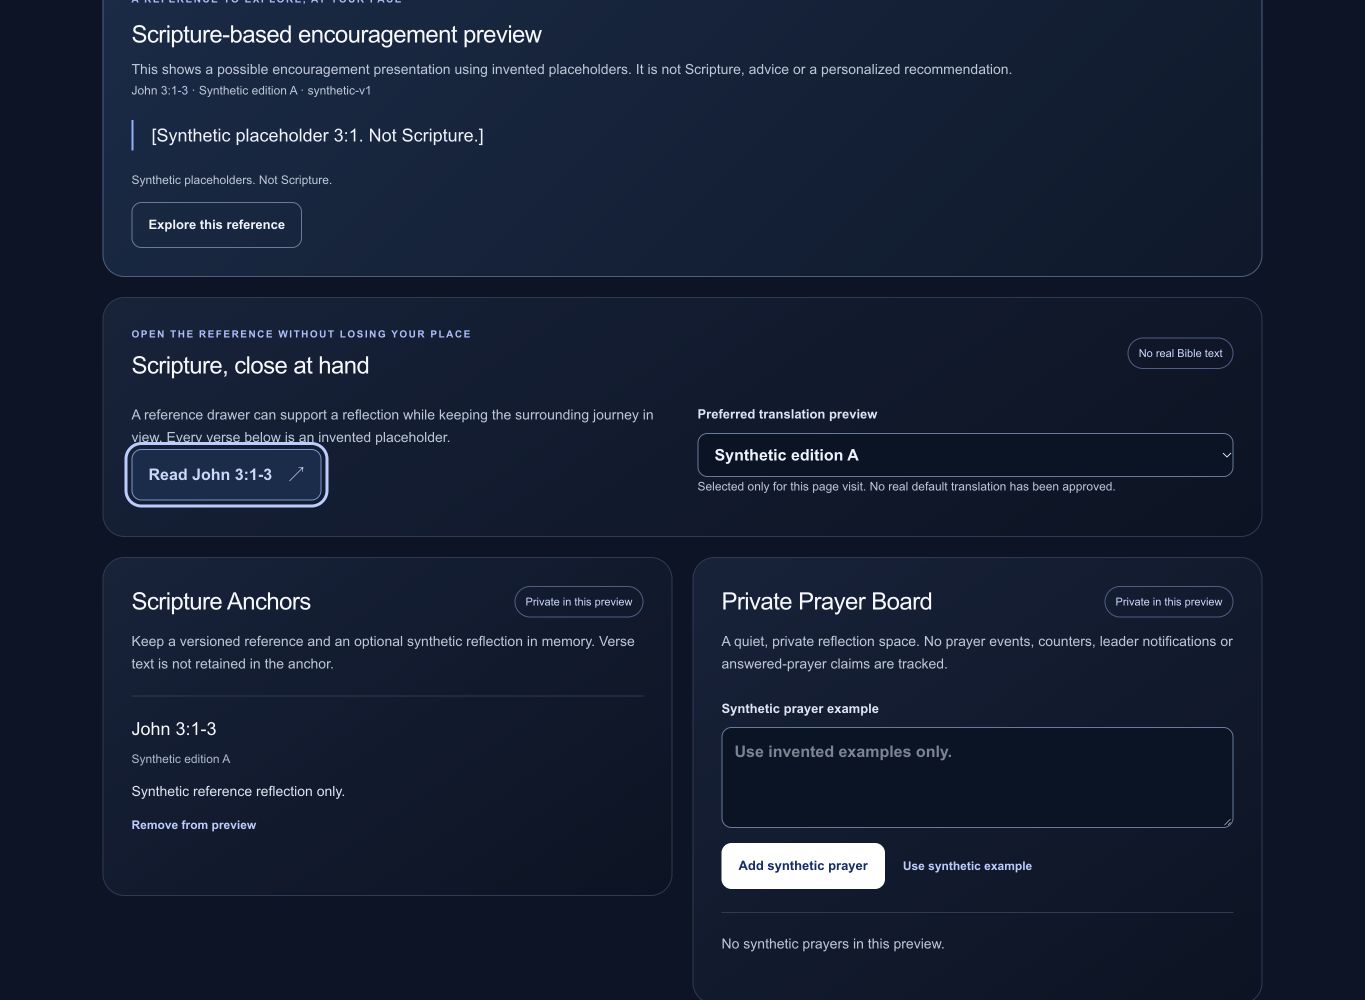 A REFERENCE TO EXPLORE, AT YOUR PACE
Scripture-based encouragement preview
This shows a possible encouragement presentation using invented placeholders. It is not Scripture, advice or a personalized recommendation.
John 3:1-3 · Synthetic edition A · synthetic-v1
[Synthetic placeholder 3:1. Not Scripture.]
Synthetic placeholders. Not Scripture.
Explore this reference
OPEN THE REFERENCE WITHOUT LOSING YOUR PLACE
Scripture, close at hand
No real Bible text
A reference drawer can support a reflection while keeping the surrounding journey in
view. Every verse below is an invented placeholder.
Read John 3:1-3
Preferred translation preview
Synthetic edition A
Selected only for this page visit. No real default translation has been approved.
Scripture Anchors
Private in this preview
Keep a versioned reference and an optional synthetic reflection in memory. Verse
text is not retained in the anchor.
John 3:1-3
Synthetic edition A
Synthetic reference reflection only.
Remove from preview
Private Prayer Board
Private in this preview
A quiet, private reflection space. No prayer events, counters, leader notifications or
answered-prayer claims are tracked.
Synthetic prayer example
Use invented examples only.
Add synthetic prayer
Use synthetic example
No synthetic prayers in this preview.